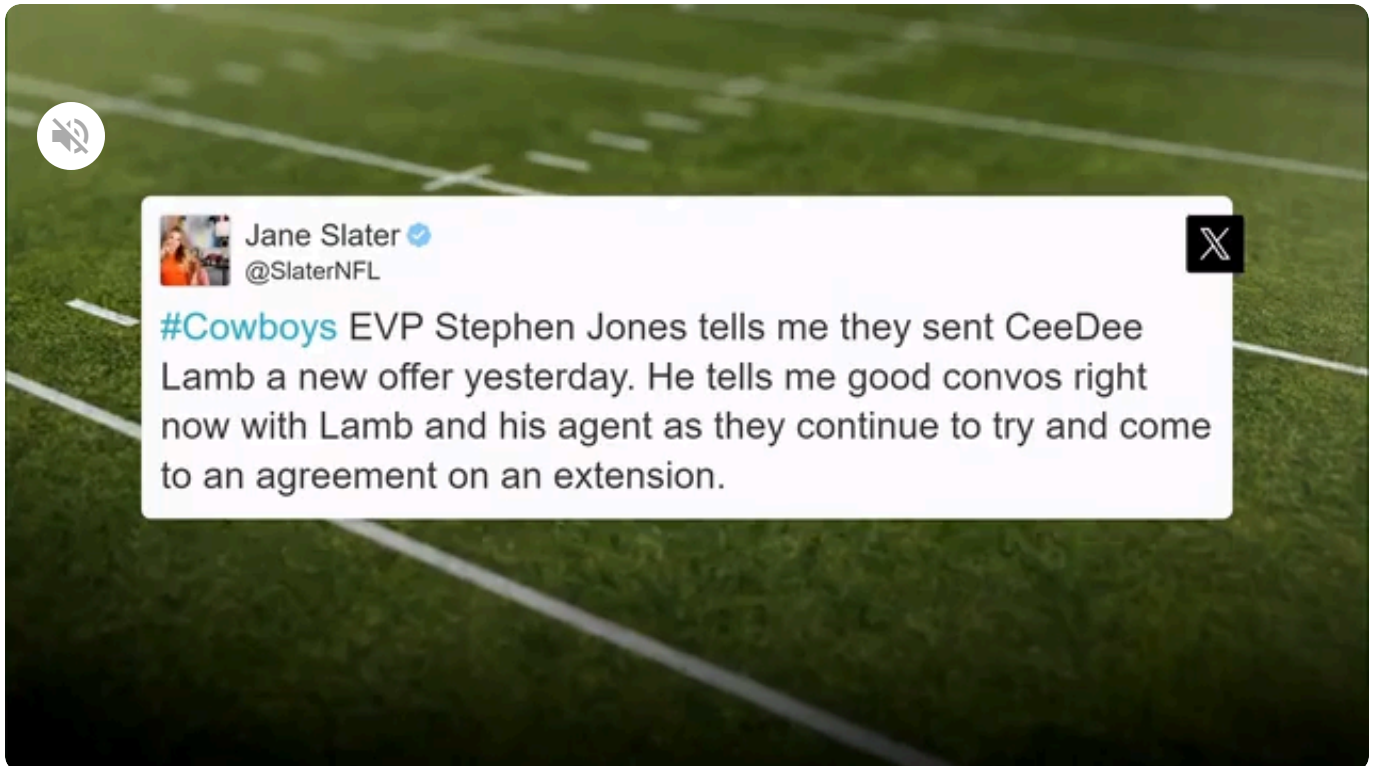 Jane Slater
@SlaterNFL
#Cowboys EVP Stephen Jones tells me they sent CeeDee
Lamb a new offer yesterday. He tells me good convos right
now with Lamb and his agent as they continue to try and come
to an agreement on an extension.